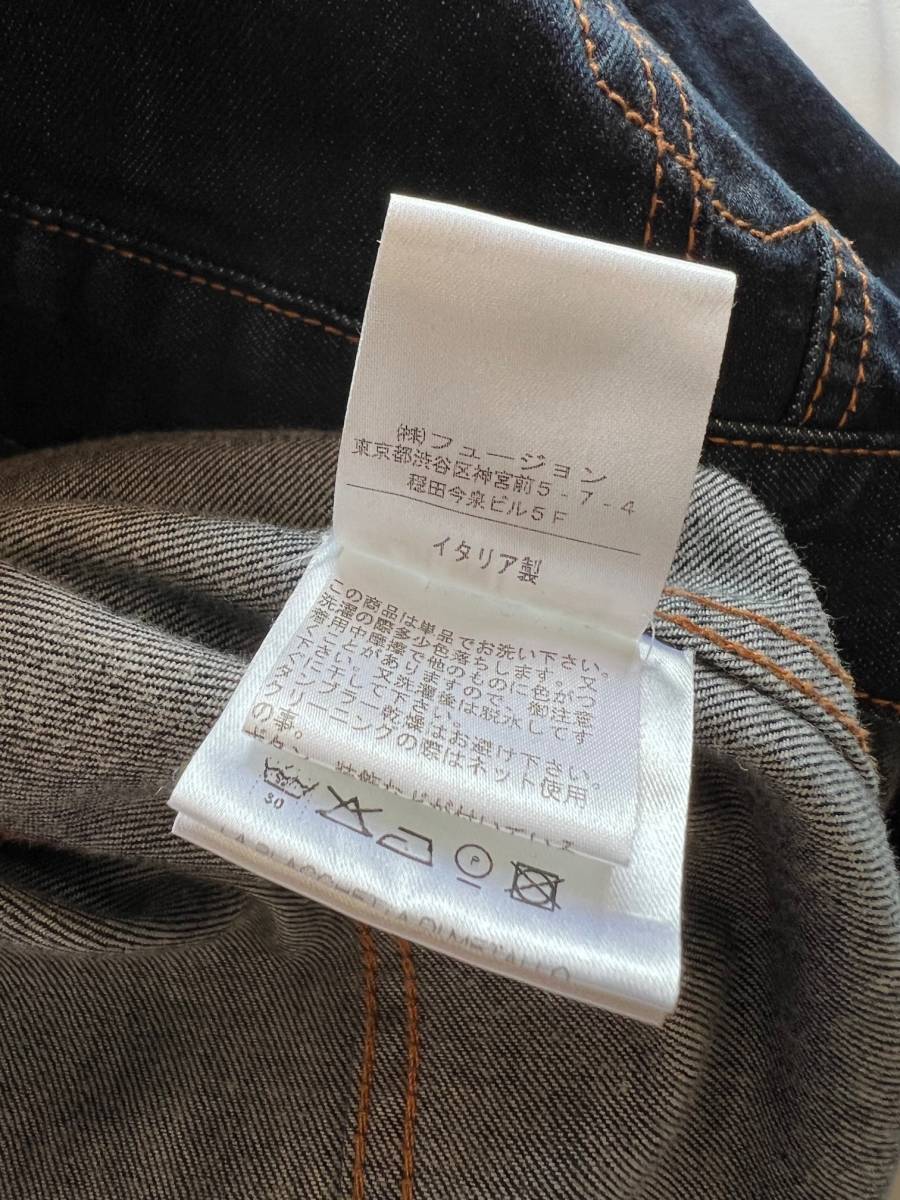 ㈱フュージョン
東京都渋谷区神宮前5-7-4
穏田今泉ビル5F
イタリア製
この商品は単品でお洗い下さい。
洗濯の際多少色落ちします。又
着用中摩擦で他のものに色がつ
くことがありますので、御注意
下さい。又洗濯後は脱水してす
ぐに干して下さい。
タンブラー乾燥はお避け下さい。
クリーニングの際はネット使用
の事。
30
P
LA PLACCHETTA DI METALLO